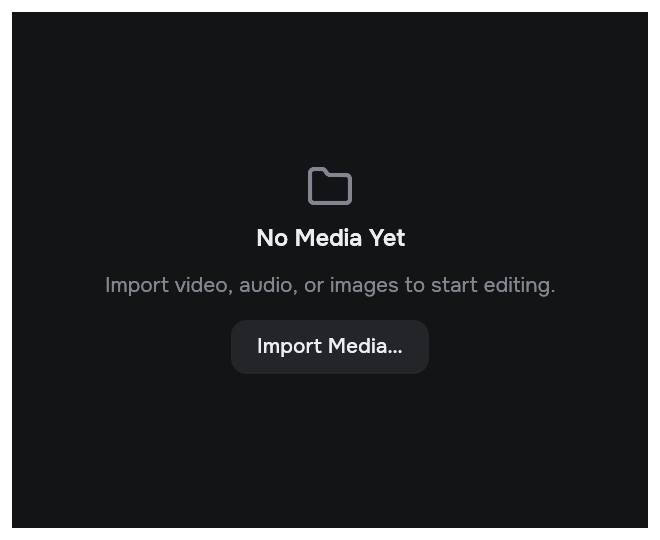 No Media Yet
Import video, audio, or images to start editing.
Import Media...